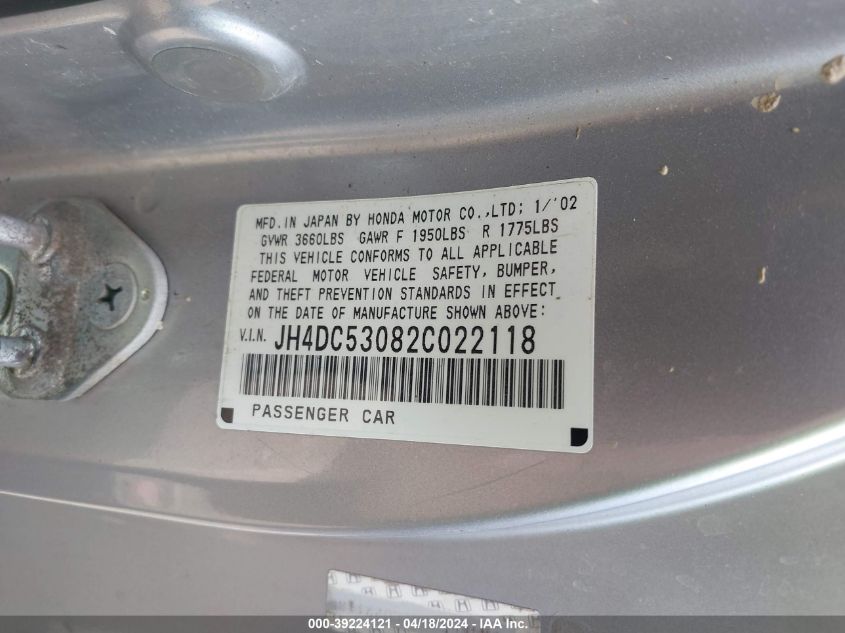 MFD.IN JAPAN BY HONDA MOTOR CO.,LTD; 1/'02
GVWR 3660LBS GAWR F 1950LBS R 1775LBS
THIS VEHICLE CONFORMS TO ALL APPLICABLE
FEDERAL MOTOR VEHICLE SAFETY, BUMPER,
AND THEFT PREVENTION STANDARDS IN EFFECT
ON THE DATE OF MANUFACTURE SHOWN ABOVE:
V.I.N. JH4DC53082C022118
PASSENGER CAR
000-39224121 - 04/18/2024 - IAA Inc.